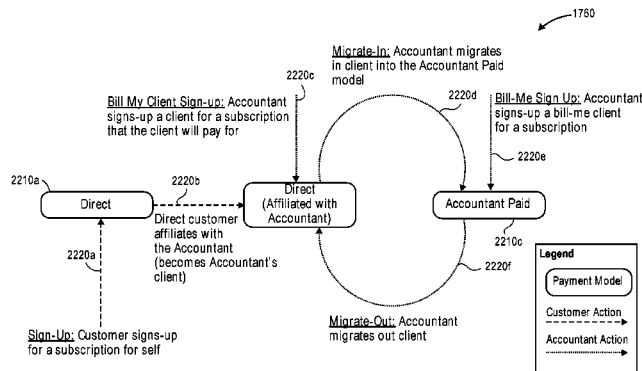 1760
Migrate-In: Accountant migrates
in client into the Accountant Paid
model
2220c
2220d
Bill My Client Sign-up: Accountant
signs-up a client for a subscription
that the client will pay for
Bill-Me Sign Up: Accountant
signs-up a bill-me client
for a subscription
2220e
2210a
2220b
Direct
Direct
(Affiliated with
Accountant)
Accountant Paid
2210c
Direct customer
affiliates with
the Accountant
(becomes Accountant's
client)
2220a
2220f
Sign-Up: Customer signs-up
for a subscription for self
Migrate-Out: Accountant
migrates out client
Legend
Payment Model
Customer Action
Accountant Action